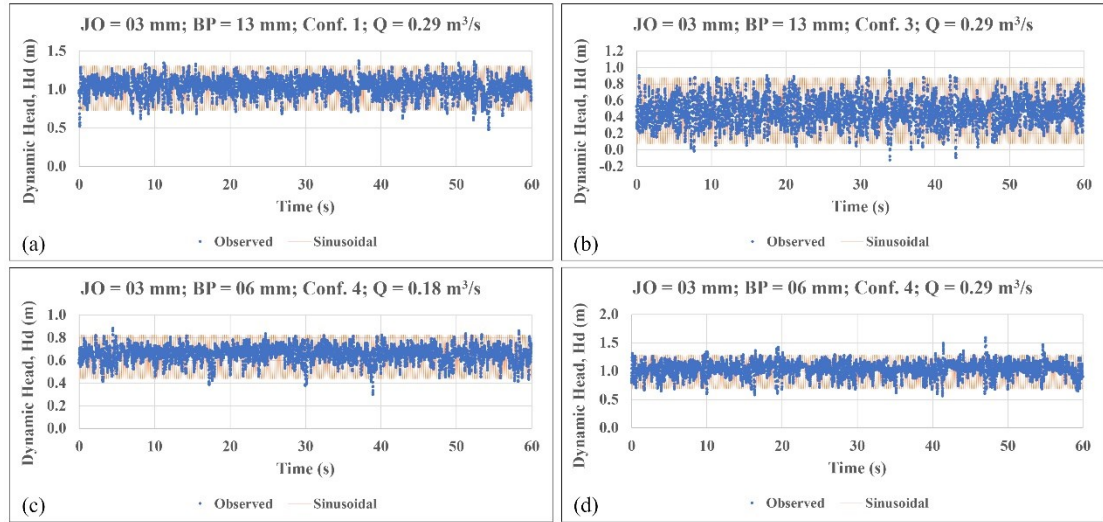 JO = 03 mm; BP = 13 mm; Conf. 1; Q = 0.29 m³/s
Dynamic Head, Hd (m)
1.5
1.0
0.5
0.0
0 10 20 30 40 50 60
Time (s)
Observed Sinusoidal
(a)
JO = 03 mm; BP = 13 mm; Conf. 3; Q = 0.29 m³/s
Dynamic Head, Hd (m)
1.2
1.0
0.8
0.6
0.4
0.2
0.0
-0.2
0 10 20 30 40 50 60
Time (s)
Observed Sinusoidal
(b)
JO = 03 mm; BP = 06 mm; Conf. 4; Q = 0.18 m³/s
Dynamic Head, Hd (m)
1.0
0.8
0.6
0.4
0.2
0.0
0 10 20 30 40 50 60
Time (s)
Observed Sinusoidal
(c)
JO = 03 mm; BP = 06 mm; Conf. 4; Q = 0.29 m³/s
Dynamic Head, Hd (m)
2.0
1.5
1.0
0.5
0.0
0 10 20 30 40 50 60
Time (s)
Observed Sinusoidal
(d)